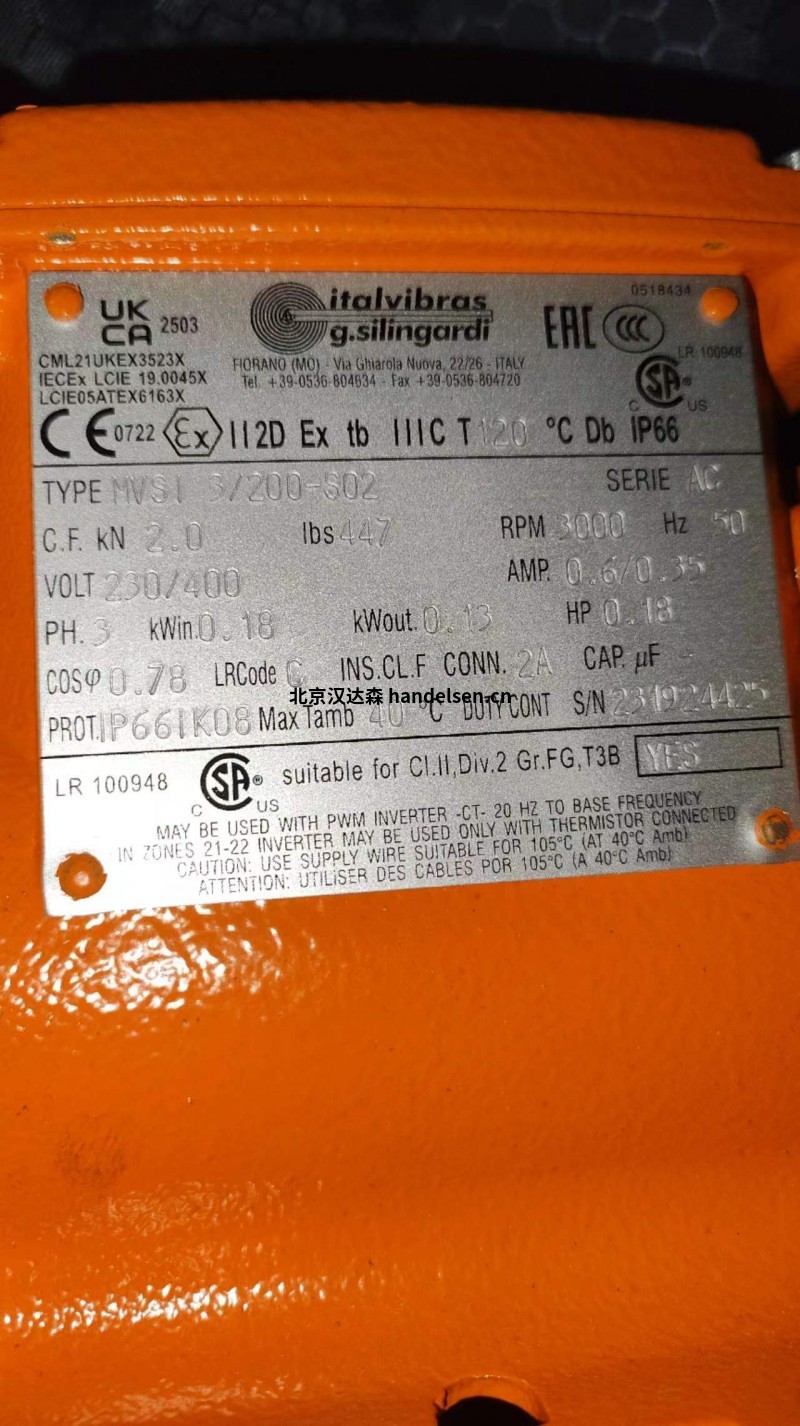 0518434
UK CA 2503
italvibras
g.silingardi
EAC CCC
LR 100948
CML21UKEX3523X
IECEx LCIE 19.0045X
LCIE05ATEX6163X
FIORANO (MO) - Via Ghiarola Nuova, 22/26 - ITALY
Tel. +39-0536-804634 - Fax +39-0536-804720
C SA® US
CE 0722 Ex II2D Ex tb IIIC T120 °C Db IP66
TYPE MVSI 3/200-S02 SERIE AC
C.F. kN 2.0 lbs 447 RPM 3000 Hz 50
VOLT 230/400 AMP. 0.6/0.35
PH. 3 kWin. 0.18 kWout. 0.13 HP 0.18
COSφ 0.78 LRCode C INS.CL.F CONN. 2A CAP. µF -
北京汉达森 handelsen.cn
PROT. IP66IK08 Max Tamb 40 °C DUTY CONT S/N 231924425
LR 100948 C SA® US suitable for Cl.II,Div.2 Gr.FG,T3B YES
MAY BE USED WITH PWM INVERTER -CT- 20 HZ TO BASE FREQUENCY
IN ZONES 21-22 INVERTER MAY BE USED ONLY WITH THERMISTOR CONNECTED
CAUTION: USE SUPPLY WIRE SUITABLE FOR 105°C (AT 40°C Amb)
ATTENTION: UTILISER DES CABLES POR 105°C (A 40°C Amb)